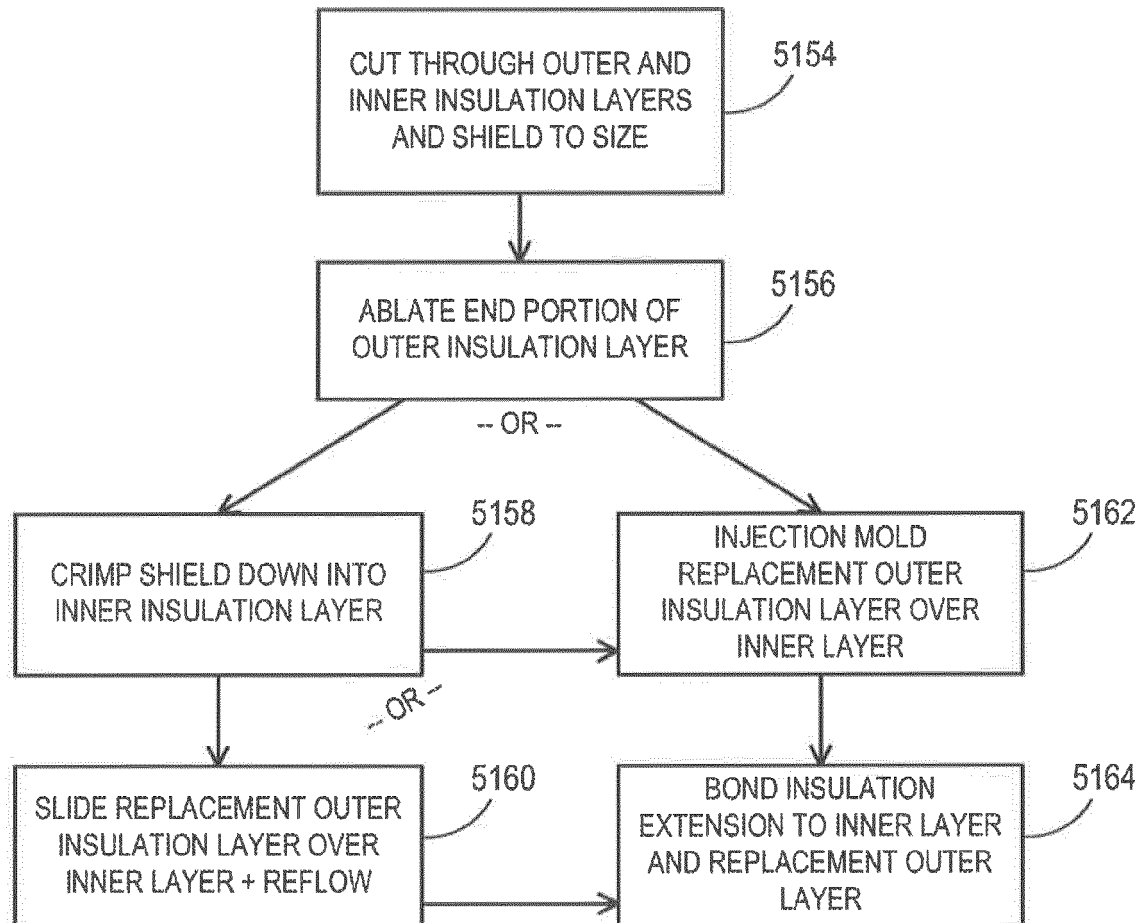 CUT THROUGH OUTER AND
INNER INSULATION LAYERS
AND SHIELD TO SIZE
5154
ABLATE END PORTION OF
OUTER INSULATION LAYER
5156
-- OR --
CRIMP SHIELD DOWN INTO
INNER INSULATION LAYER
5158
INJECTION MOLD
REPLACEMENT OUTER
INSULATION LAYER OVER
INNER LAYER
5162
-- OR --
SLIDE REPLACEMENT OUTER
INSULATION LAYER OVER
INNER LAYER + REFLOW
5160
BOND INSULATION
EXTENSION TO INNER LAYER
AND REPLACEMENT OUTER
LAYER
5164